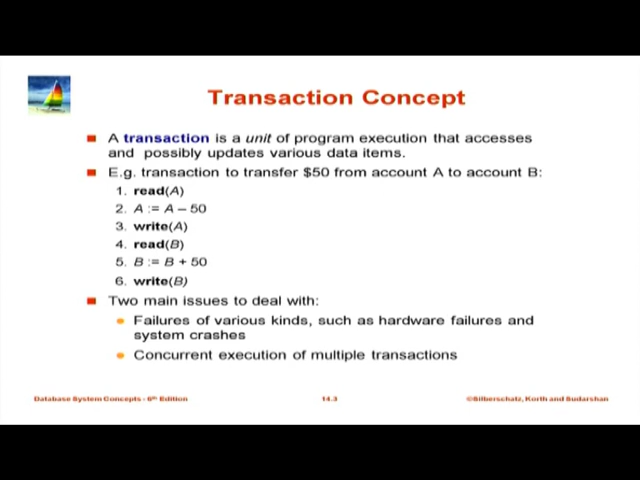 Transaction Concept
A transaction is a unit of program execution that accesses
and possibly updates various data items.
E.g. transaction to transfer $50 from account A to account B:
1. read(A)
2. A := A – 50
3. write(A)
4. read(B)
5. B := B + 50
6. write(B)
Two main issues to deal with:
Failures of various kinds, such as hardware failures and
system crashes
Concurrent execution of multiple transactions
Database System Concepts - 6th Edition
14.3
©Silberschatz, Korth and Sudarshan